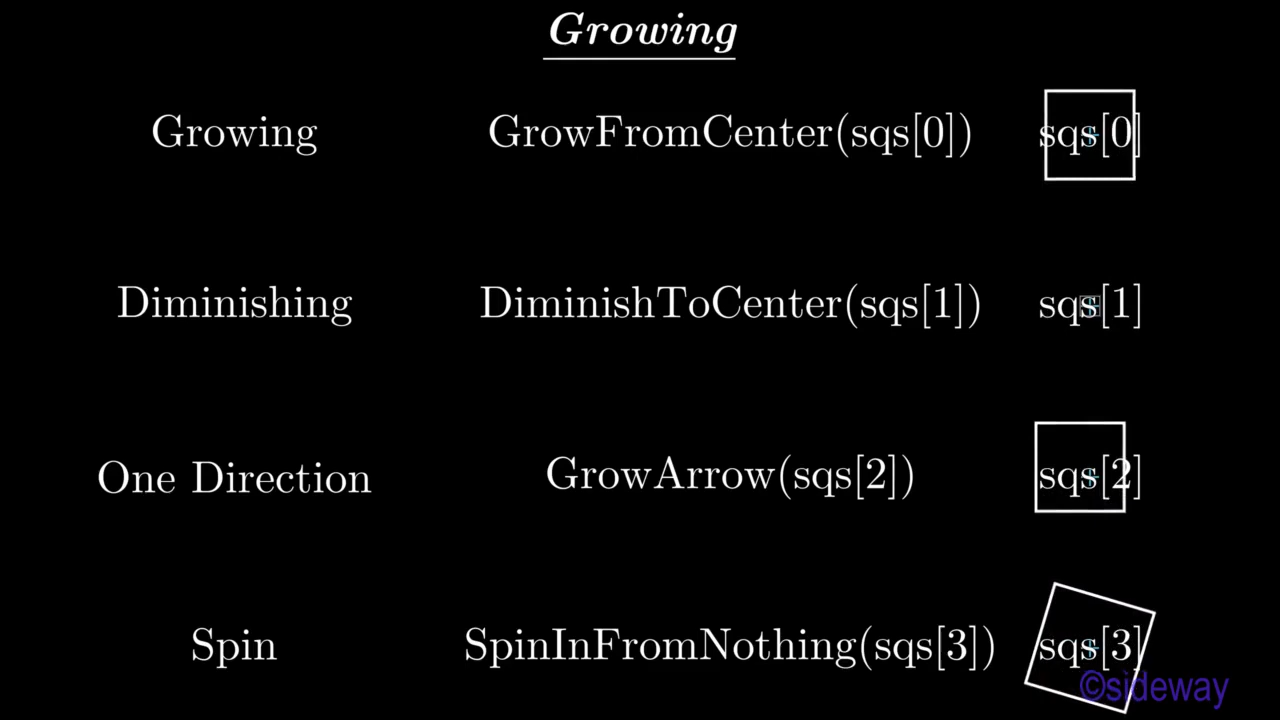 Growing
Growing GrowFromCenter(sqs[0]) sqs[0]
Diminishing DiminishToCenter(sqs[1]) sqs[1]
One Direction GrowArrow(sqs[2]) sqs[2]
Spin SpinInFromNothing(sqs[3]) sqs[3]
©sideway